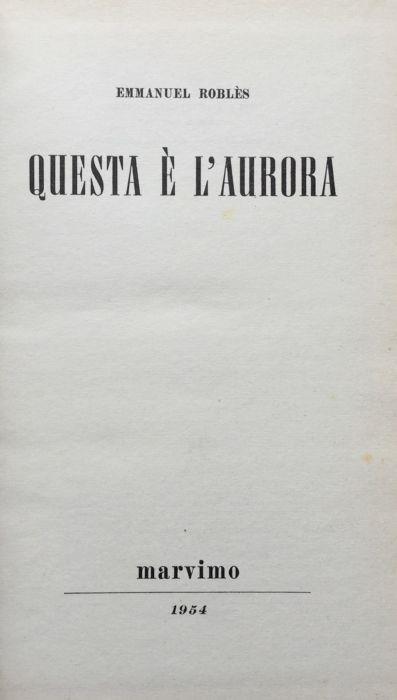 EMMANUEL ROBLÈS
QUESTA È L'AURORA
marvimo
1954